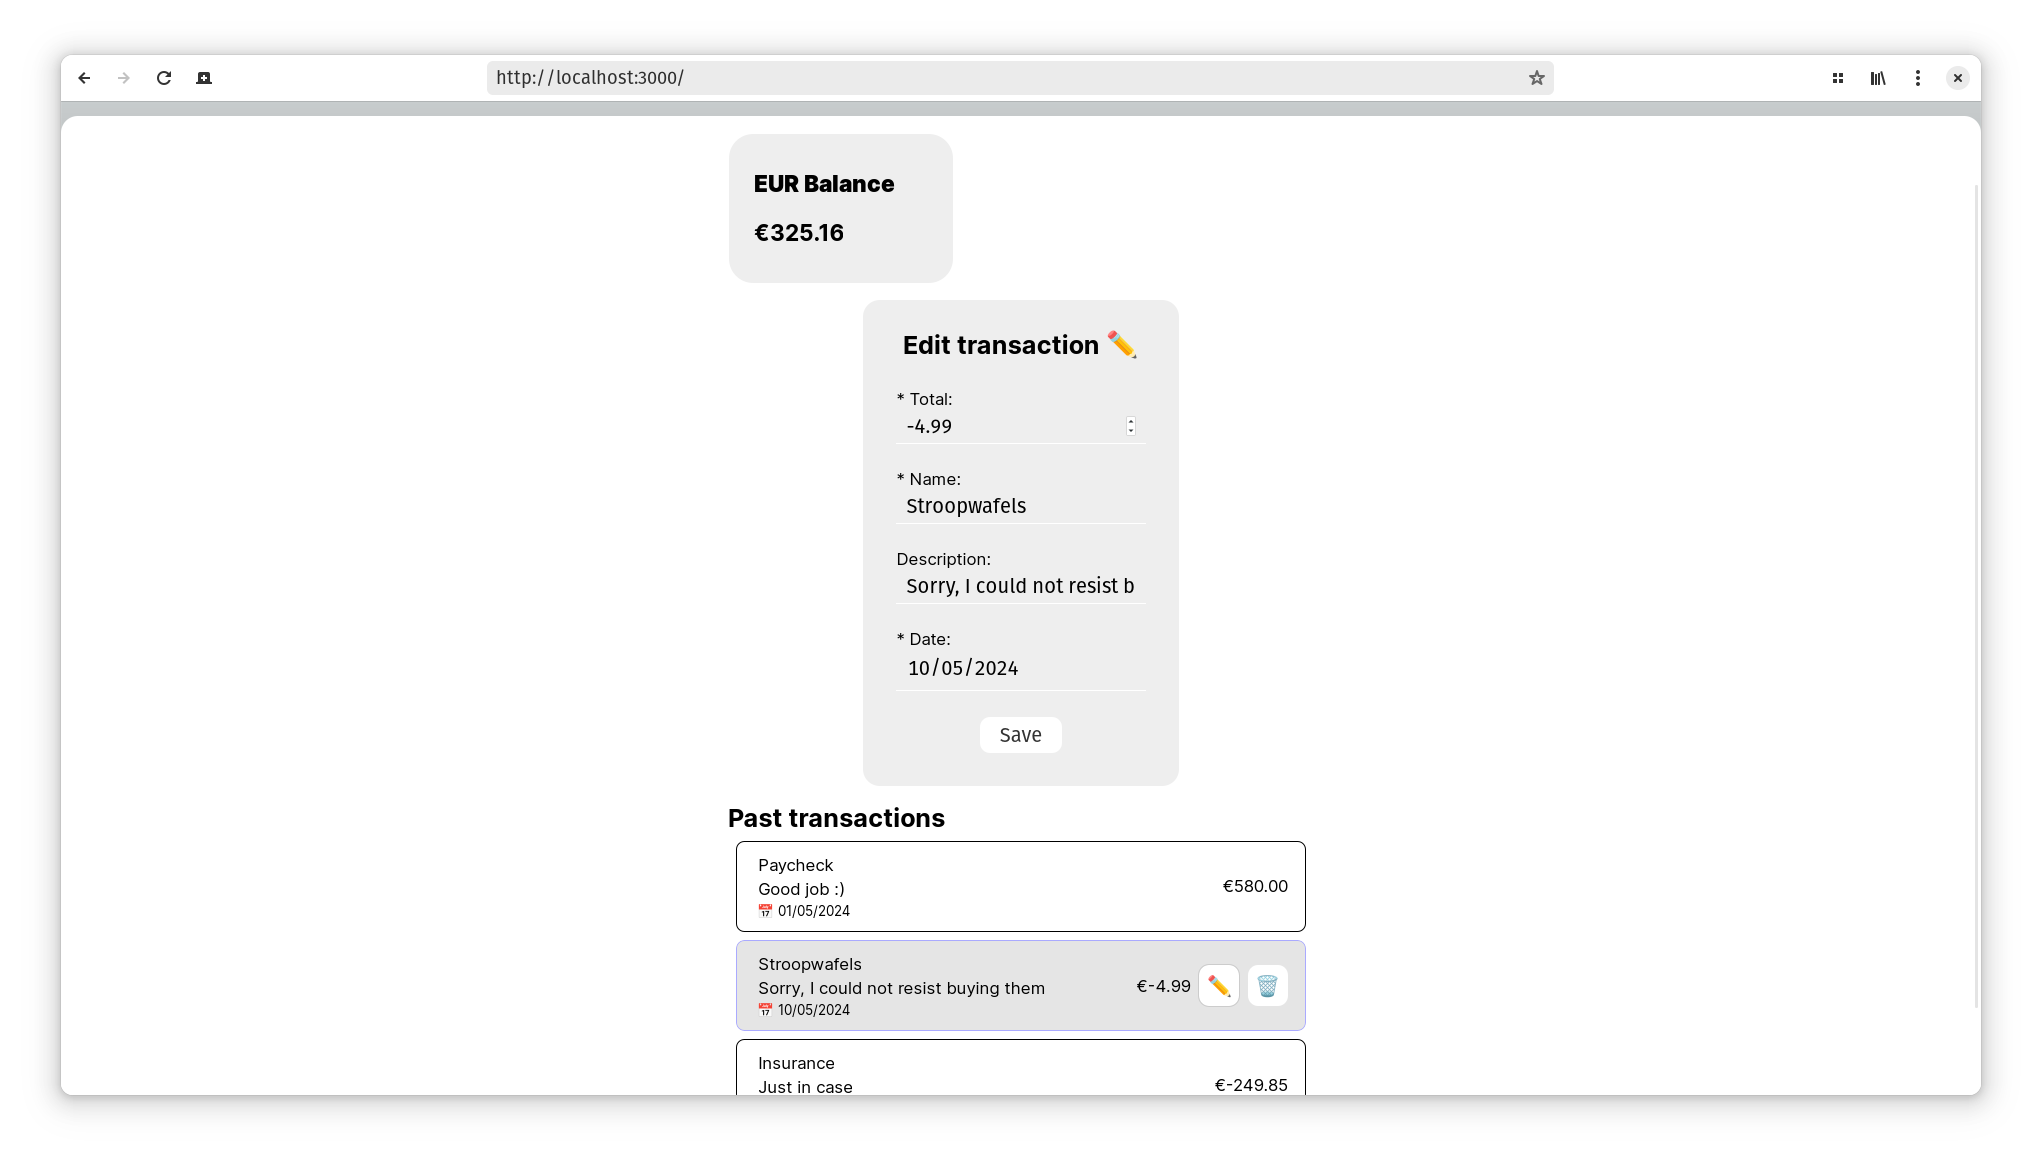 http://localhost:3000/
EUR Balance
€325.16
Edit transaction ✏️
* Total:
-4.99
* Name:
Stroopwafels
Description:
Sorry, I could not resist b
* Date:
10/05/2024
Save
Past transactions
Paycheck
Good job :)
📅 01/05/2024
€580.00
Stroopwafels
Sorry, I could not resist buying them
📅 10/05/2024
€-4.99
Insurance
Just in case
€-249.85